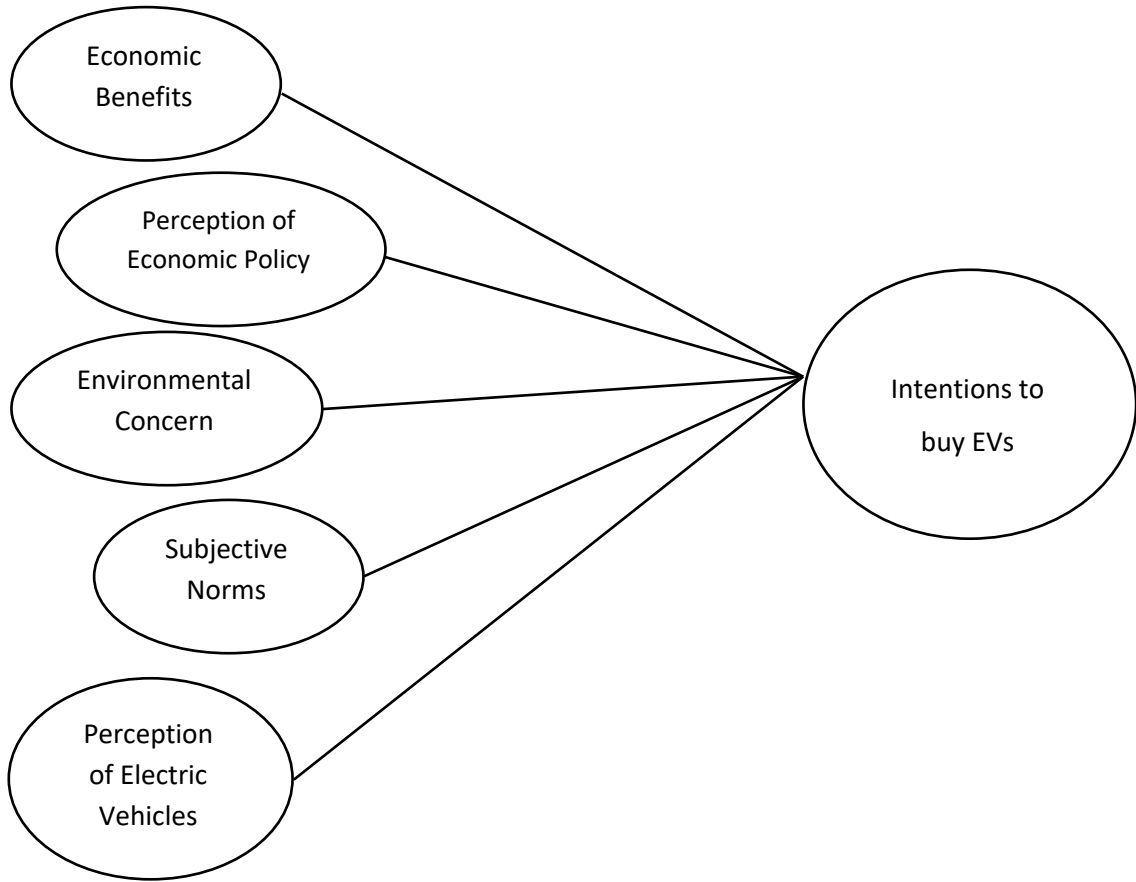 Economic
Benefits
Perception of
Economic Policy
Environmental
Concern
Intentions to
buy EVs
Subjective
Norms
Perception
of Electric
Vehicles